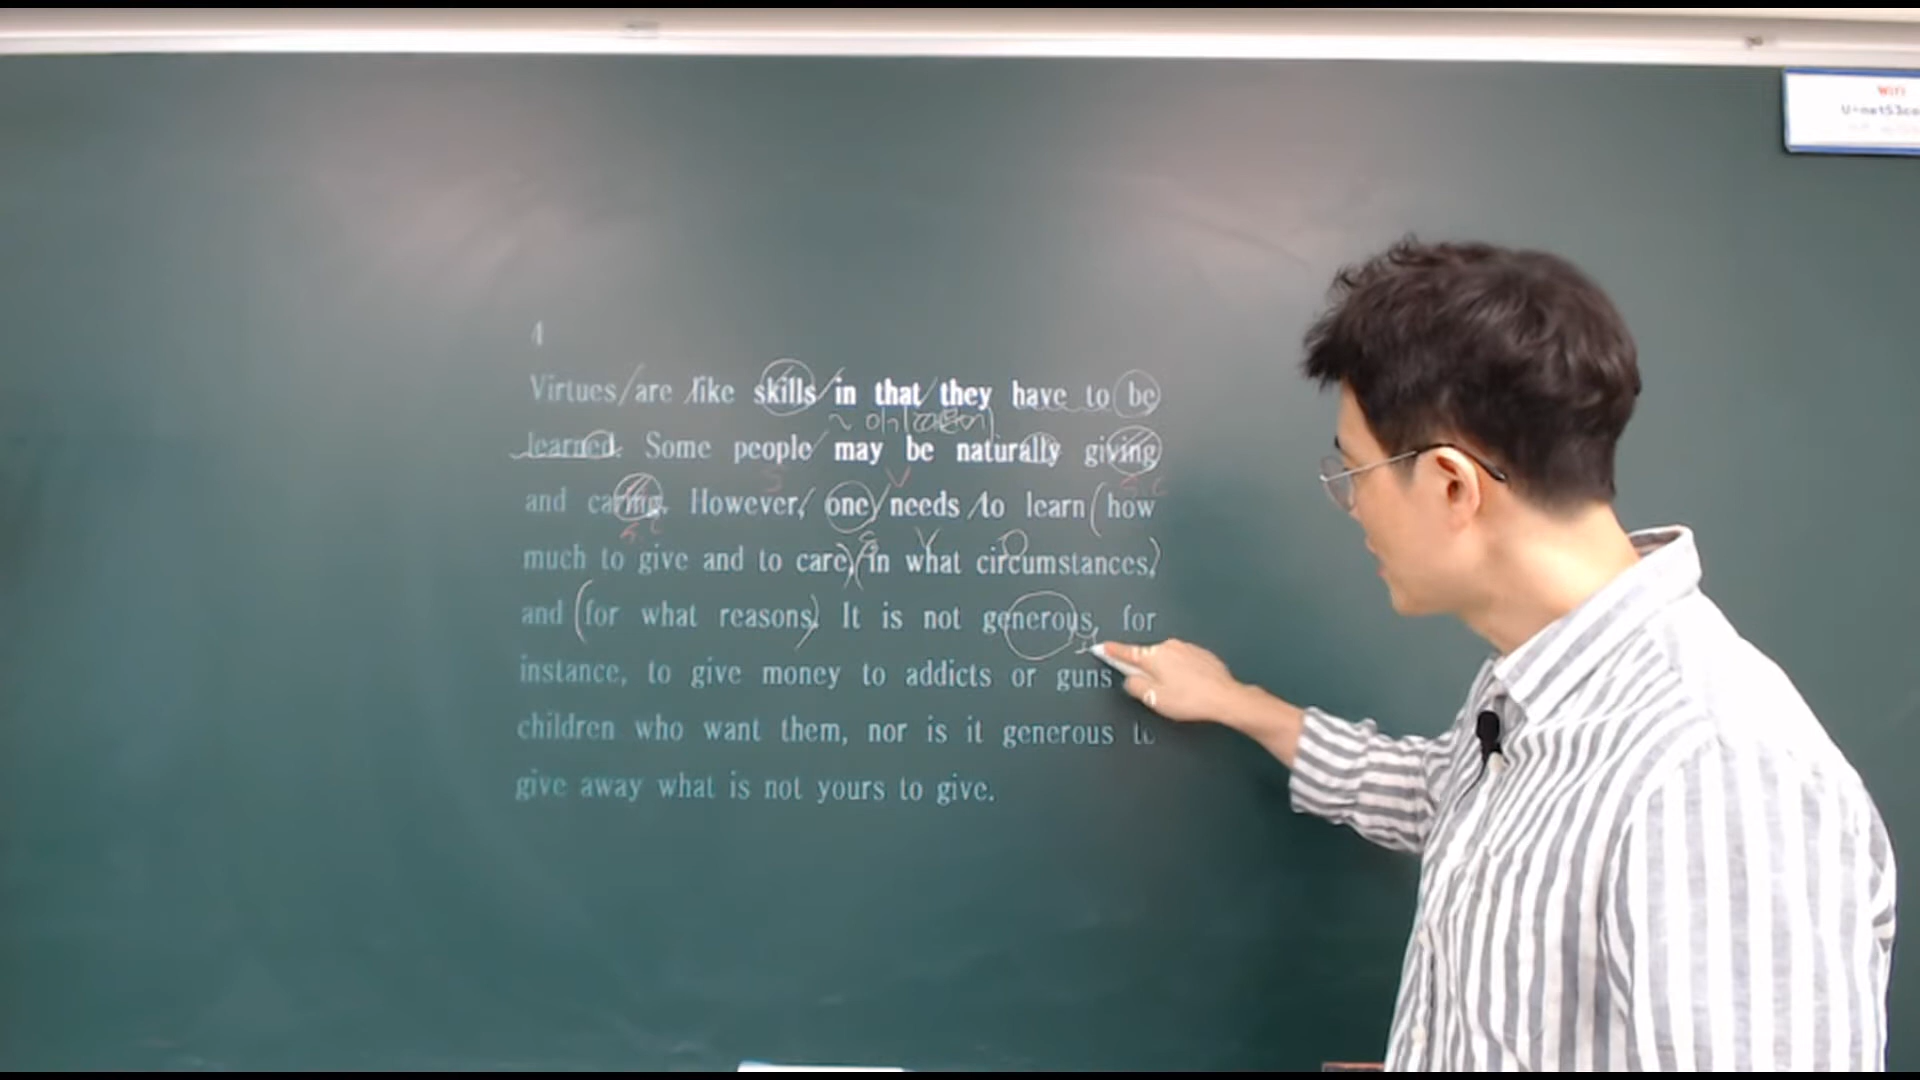 WiFi
4
Virtues are like skills in that they have to be
learned. Some people may be naturally giving
and caring. However, one needs to learn (how
much to give and to care), (in what circumstances,)
and (for what reasons). It is not generous, for
instance, to give money to addicts or guns
children who want them, nor is it generous to
give away what is not yours to give.